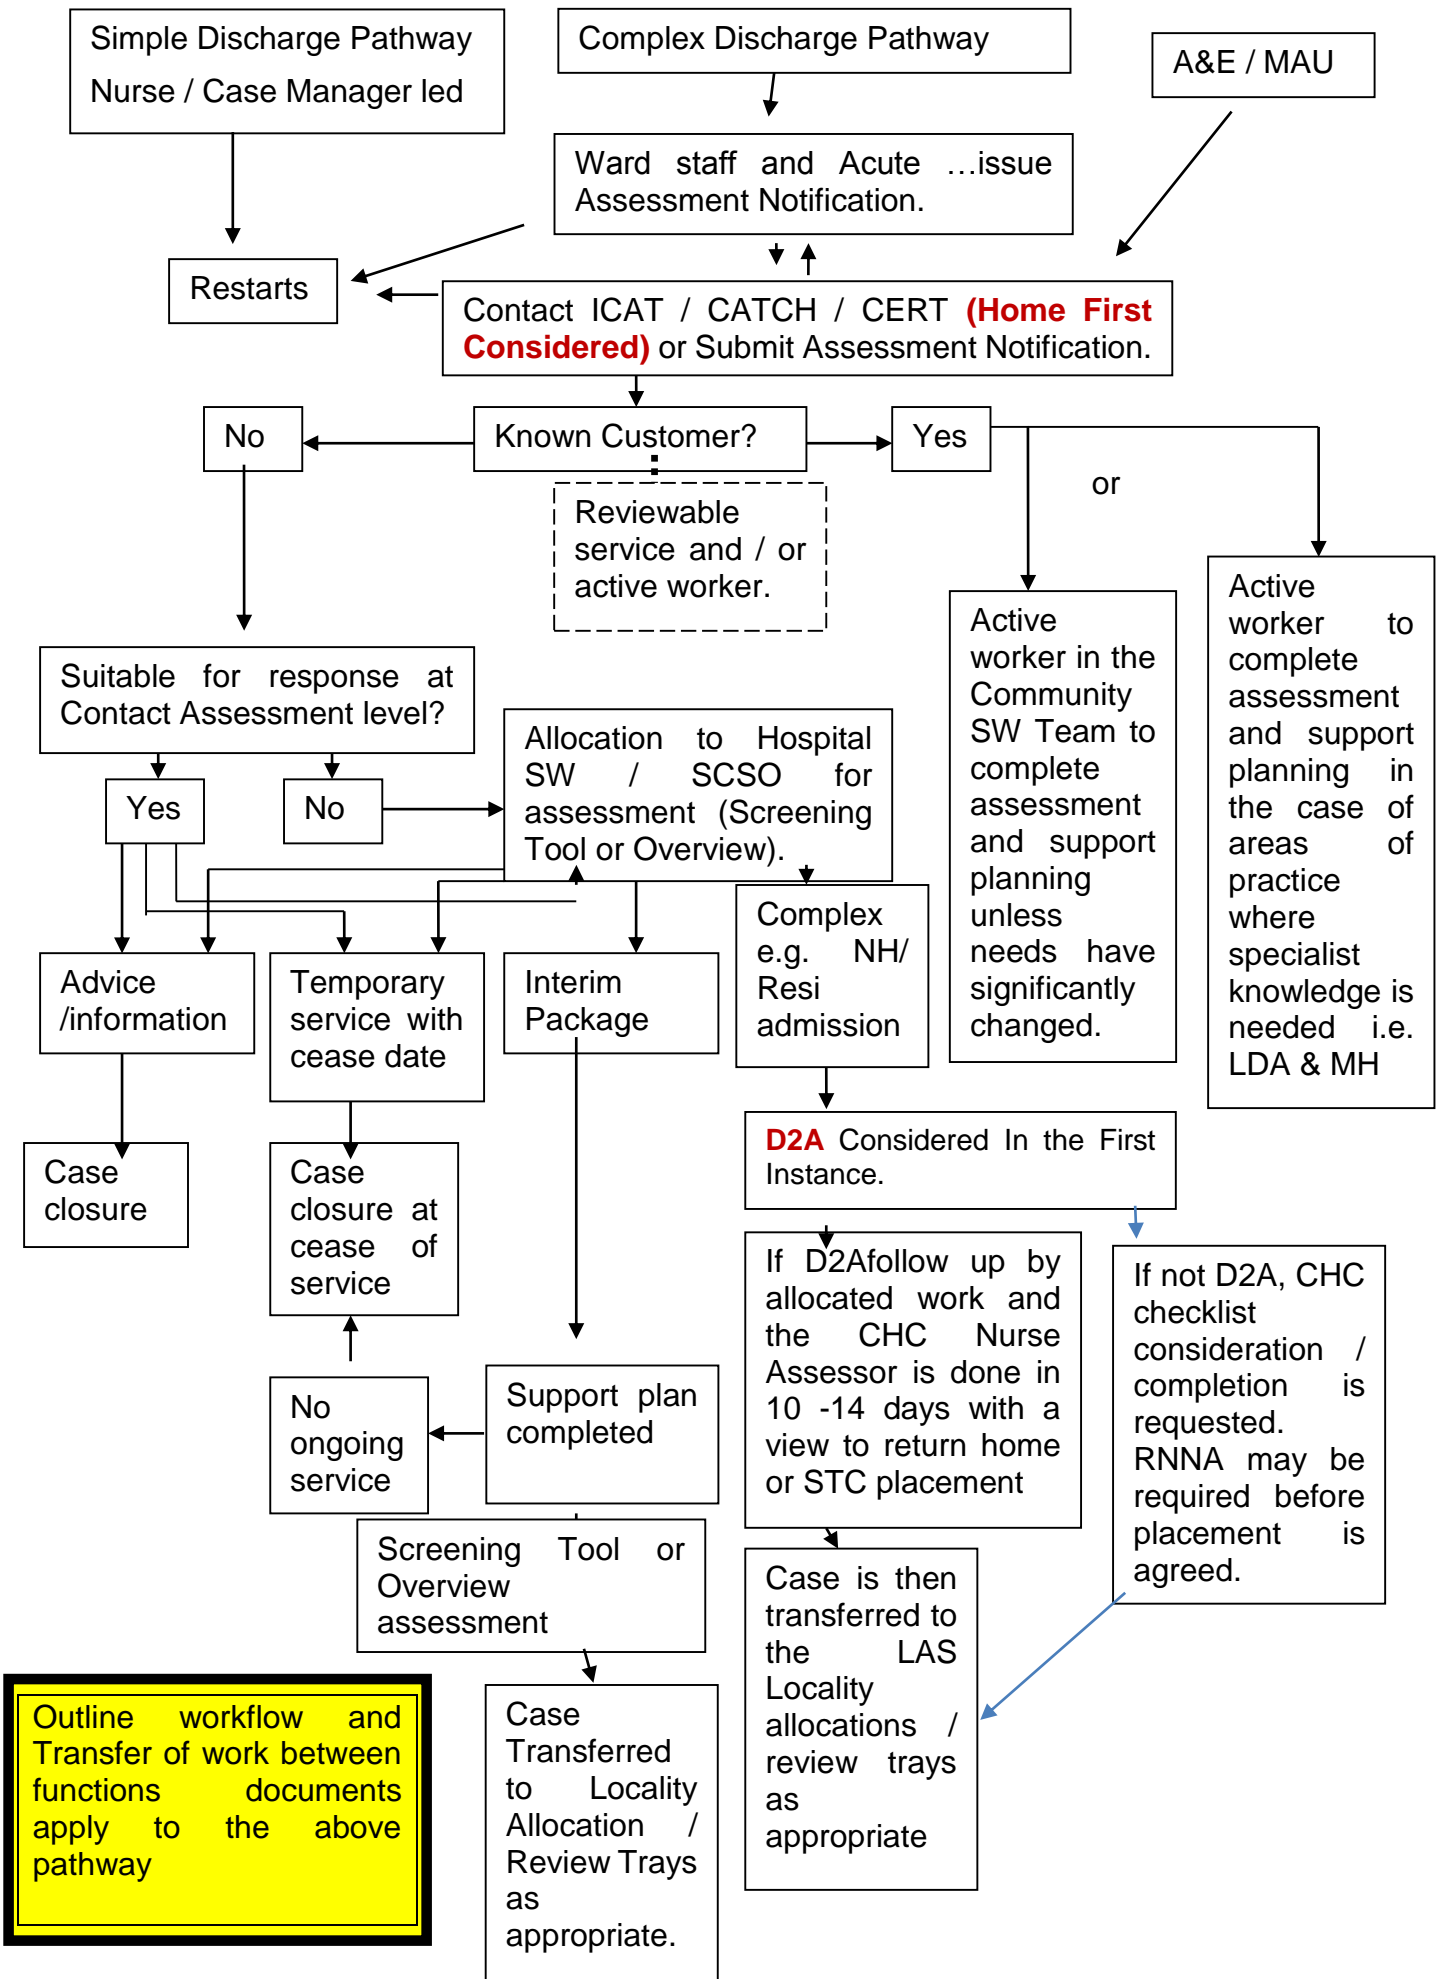 Simple Discharge Pathway
Nurse / Case Manager led
Complex Discharge Pathway
A&E / MAU
Ward staff and Acute …issue
Assessment Notification.
Restarts
Contact ICAT / CATCH / CERT (Home First
Considered) or Submit Assessment Notification.
No
Known Customer?
Yes
or
Reviewable
service and / or
active worker.
Suitable for response at
Contact Assessment level?
Yes
No
Allocation to Hospital
SW / SCSO for
assessment (Screening
Tool or Overview).
Active
worker in the
Community
SW Team to
complete
assessment
and support
planning
unless
needs have
significantly
changed.
Active
worker to
complete
assessment
and support
planning in
the case of
areas of
practice
where
specialist
knowledge is
needed i.e.
LDA & MH
Advice
/information
Temporary
service with
cease date
Interim
Package
Complex
e.g. NH/
Resi
admission
Case
closure
Case
closure at
cease of
service
D2A Considered In the First
Instance.
If D2Afollow up by
allocated work and
the CHC Nurse
Assessor is done in
10 -14 days with a
view to return home
or STC placement
If not D2A, CHC
checklist
consideration /
completion is
requested.
RNNA may be
required before
placement is
agreed.
No
ongoing
service
Support plan
completed
Screening Tool or
Overview
assessment
Case is then
transferred to
the LAS
Locality
allocations /
review trays
as
appropriate
Case
Transferred
to Locality
Allocation /
Review Trays
as
appropriate.
Outline workflow and
Transfer of work between
functions documents
apply to the above
pathway